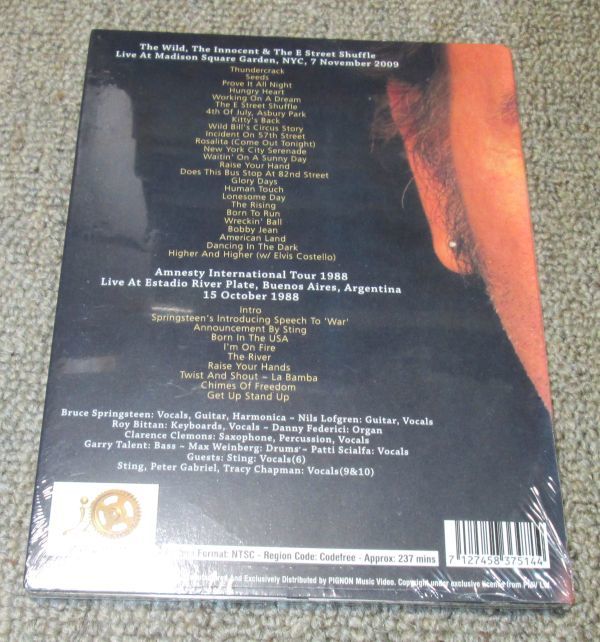 The Wild, The Innocent & The E Street Shuffle
Live At Madison Square Garden, NYC, 7 November 2009
Thundercrack
Seeds
Prove It All Night
Hungry Heart
Working On A Dream
The E Street Shuffle
4th Of July, Asbury Park
Kitty's Back
Wild Bill's Circus Story
Incident On 57th Street
Rosalita (Come Out Tonight)
New York City Serenade
Waitin' On A Sunny Day
Raise Your Hand
Does This Bus Stop At 82nd Street
Glory Days
Human Touch
Lonesome Day
The Rising
Born To Run
Wreckin' Ball
Bobby Jean
American Land
Dancing In The Dark
Higher And Higher (w/ Elvis Costello)
Amnesty International Tour 1988
Live At Estadio River Plate, Buenos Aires, Argentina
15 October 1988
Intro
Springsteen's Introducing Speech To 'War'
Announcement By Sting
Born In The USA
I'm On Fire
The River
Raise Your Hands
Twist And Shout ~ La Bamba
Chimes Of Freedom
Get Up Stand Up
Bruce Springsteen: Vocals, Guitar, Harmonica ~ Nils Lofgren: Guitar, Vocals
Roy Bittan: Keyboards, Vocals ~ Danny Federici: Organ
Clarence Clemons: Saxophone, Percussion, Vocals
Garry Talent: Bass ~ Max Weinberg: Drums ~ Patti Scialfa: Vocals
Guests: Sting: Vocals(6)
Sting, Peter Gabriel, Tracy Chapman: Vocals(9&10)
Format: NTSC - Region Code: Codefree - Approx: 237 mins
7 127458 375144
And Exclusively Distributed by PIGNON Music Video. Copyright under exclusive license from